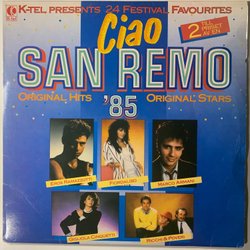 K-TEL PRESENTS 24 FESTIVAL FAVOURITES
Ciao
2
SAN REMO
ORIGINAL HITS '85 ORIGINAL STARS
EROS RAMAZZOTTI
FIORDALISO
MARCO ARMANI
GIGLIOLA CINQUETTI
RICCHI & POVERI